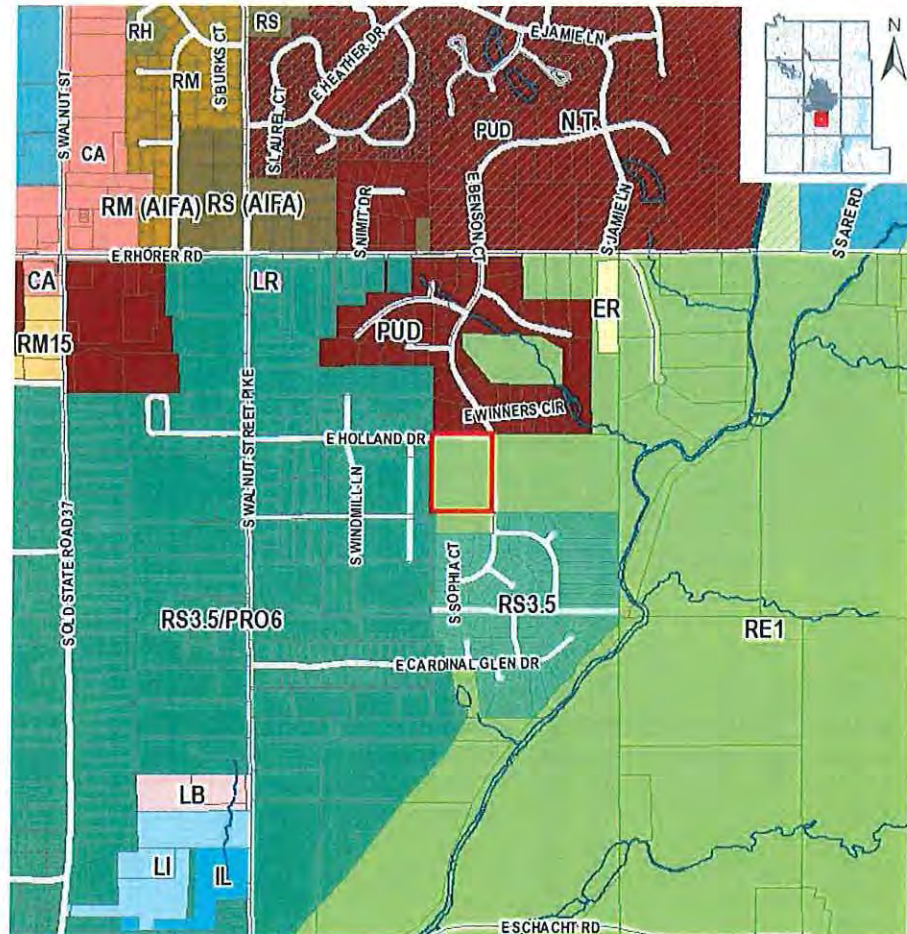 RH
RS
E JAMIE LN
N
S BURKS CT
E HEATHER DR
RM
S WALNUT ST
S LAUREL CT
PUD
N.T.
CA
E BENSON CT
S NIMIT DR
S JAMIE LN
S SARE RD
RM (AIFA)
RS (AIFA)
E RHORER RD
CA
LR
ER
RM15
PUD
S WALNUT STREET PIKE
E WINNERS CIR
E HOLLAND DR
S WINDMILL LN
S OLD STATE ROAD 37
S SOPHIA CT
RS3.5
RS3.5/PRO6
RE1
E CARDINAL GLEN DR
LB
LI
IL
E SCHACHT RD